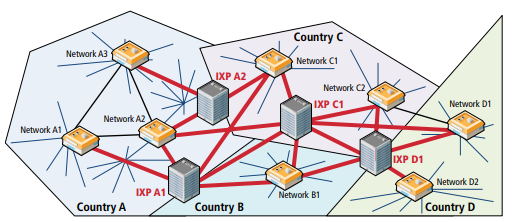 Country C
Network A3
Network C1
IXP A2
Network C2
IXP C1
Network D1
Network A2
Network A1
IXP D1
Network D2
IXP A1
Network B1
Country A
Country B
Country D